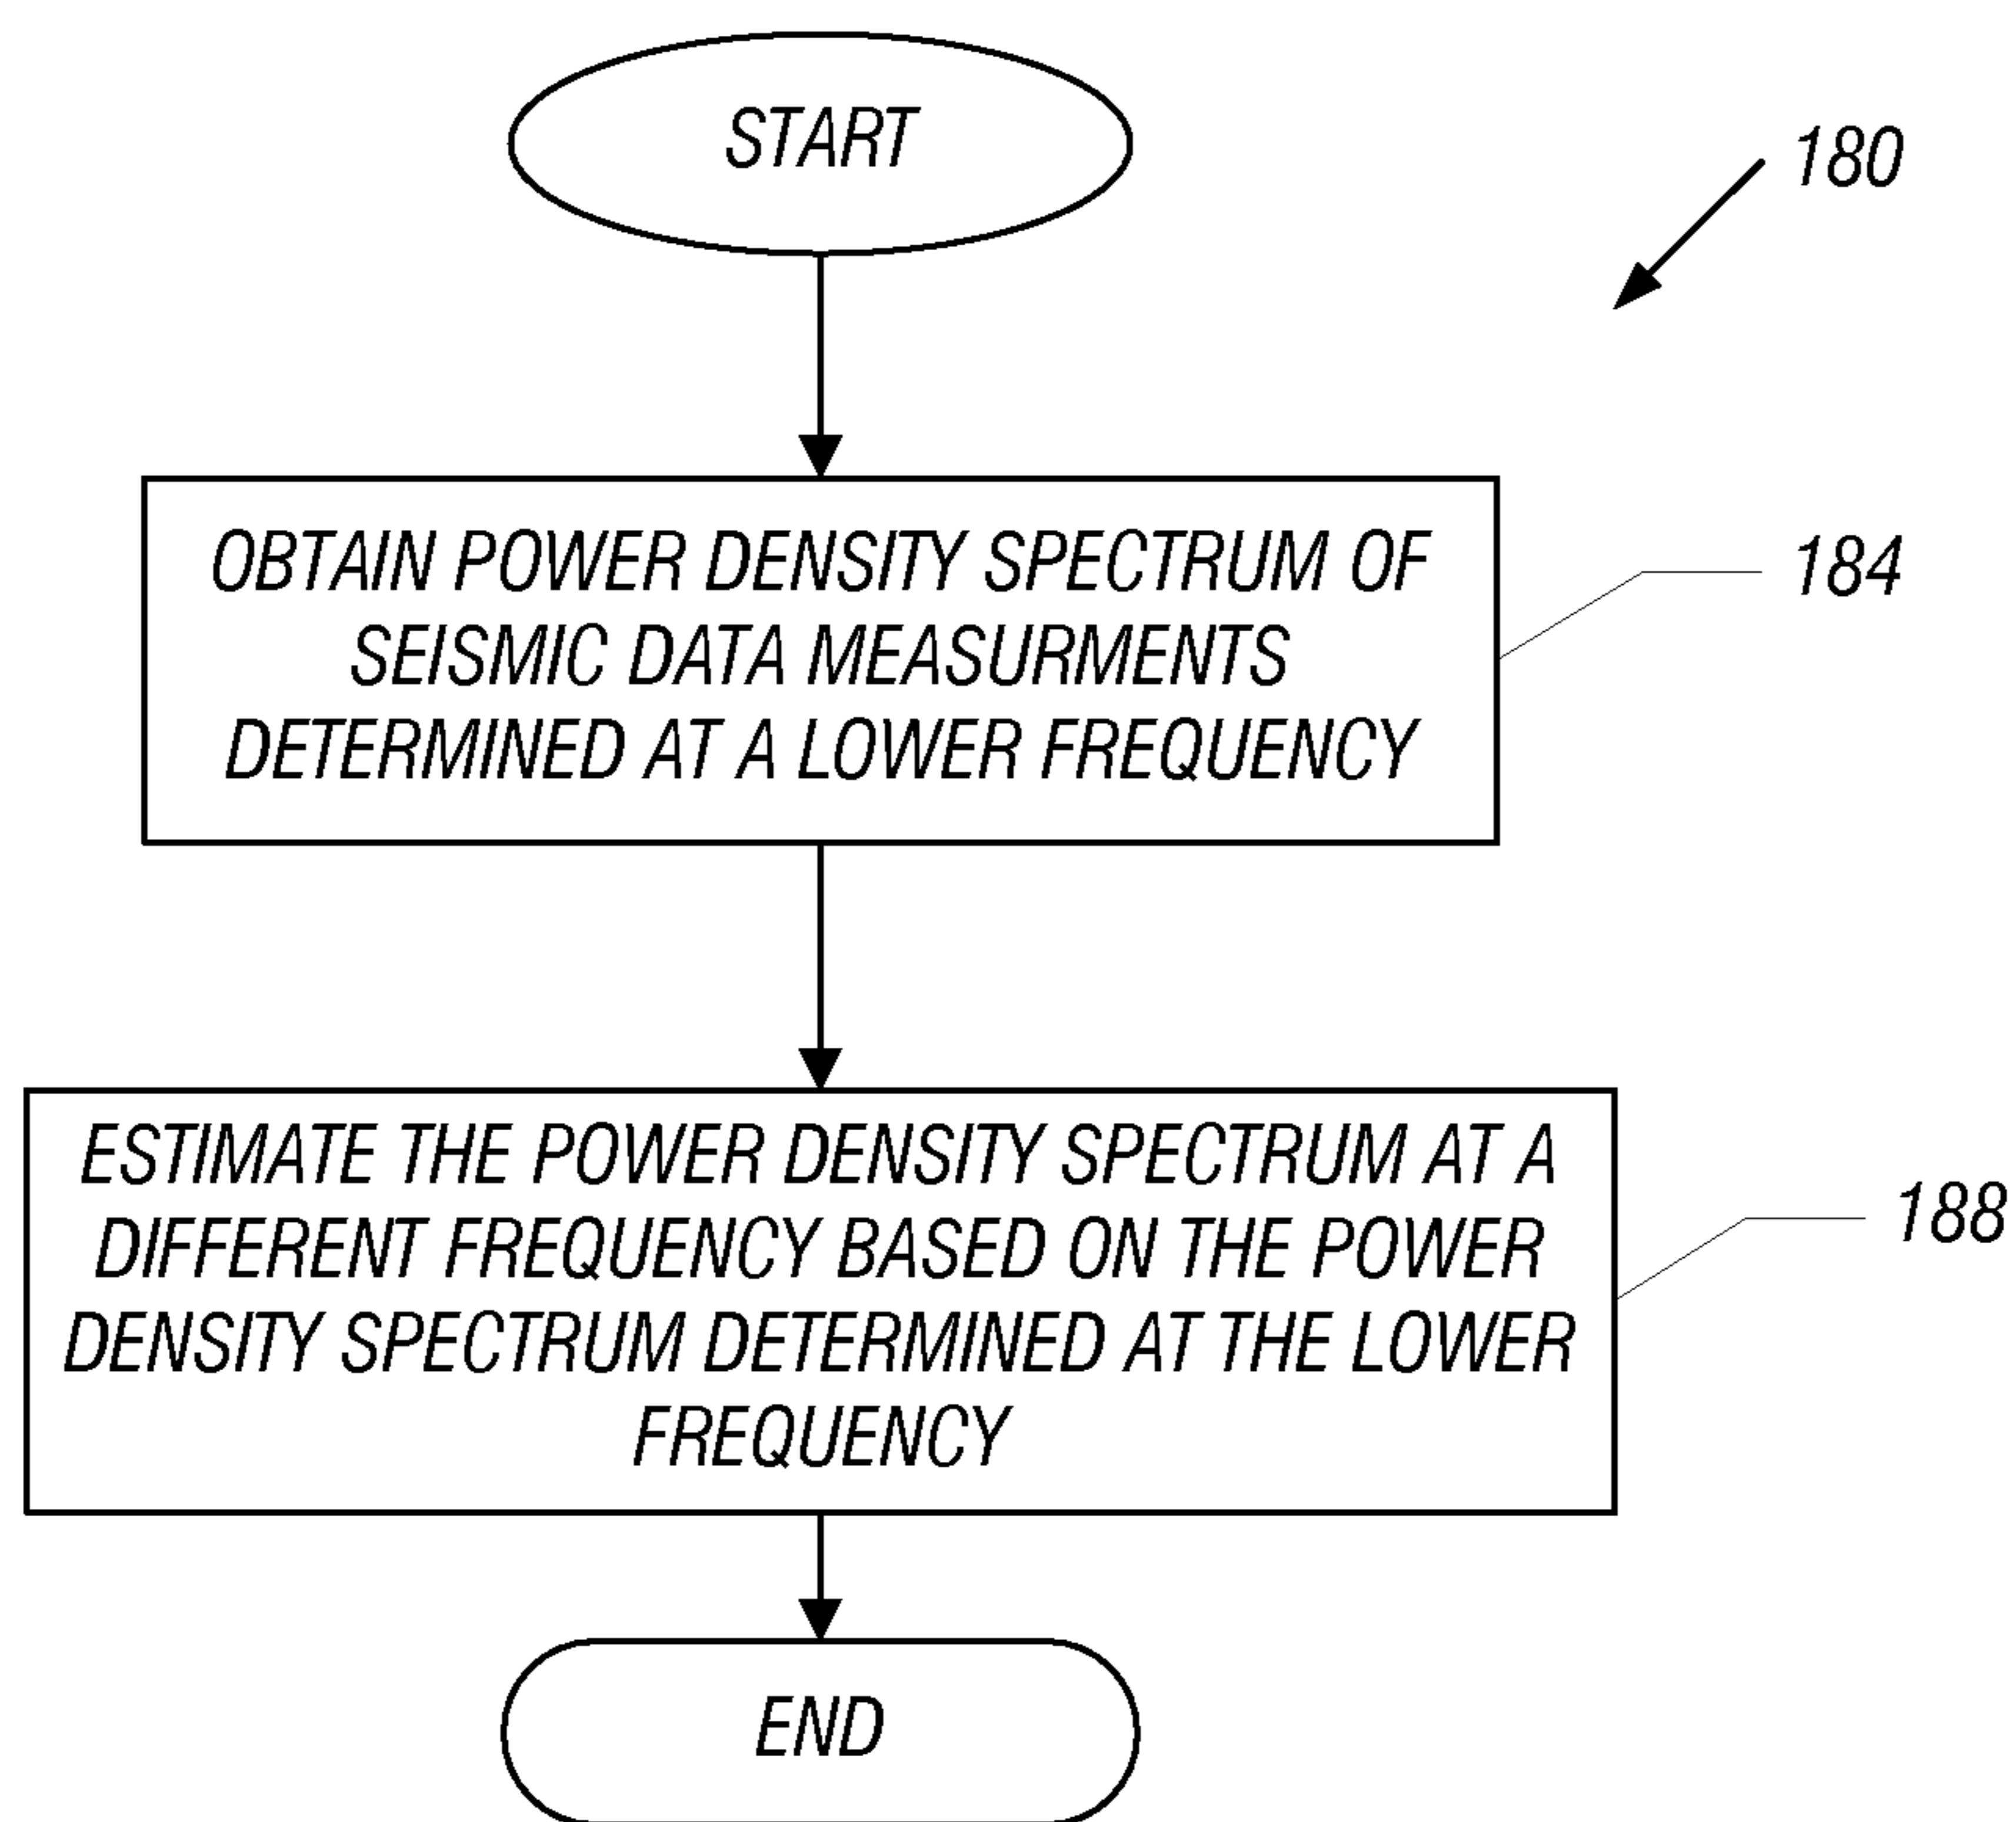 START
180
OBTAIN POWER DENSITY SPECTRUM OF
SEISMIC DATA MEASURMENTS
DETERMINED AT A LOWER FREQUENCY
184
ESTIMATE THE POWER DENSITY SPECTRUM AT A
DIFFERENT FREQUENCY BASED ON THE POWER
DENSITY SPECTRUM DETERMINED AT THE LOWER
FREQUENCY
188
END